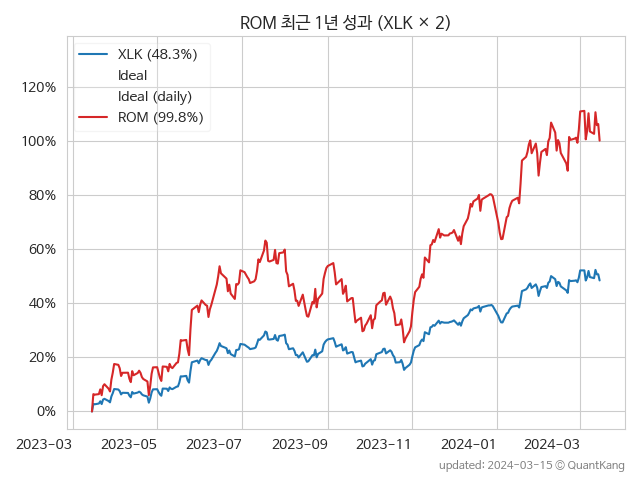 ROM 최근 1년 성과 (XLK × 2)
XLK (48.3%)
Ideal
Ideal (daily)
ROM (99.8%)
120%
100%
80%
60%
40%
20%
0%
2023-03 2023-05 2023-07 2023-09 2023-11 2024-01 2024-03
updated: 2024-03-15 © QuantKang